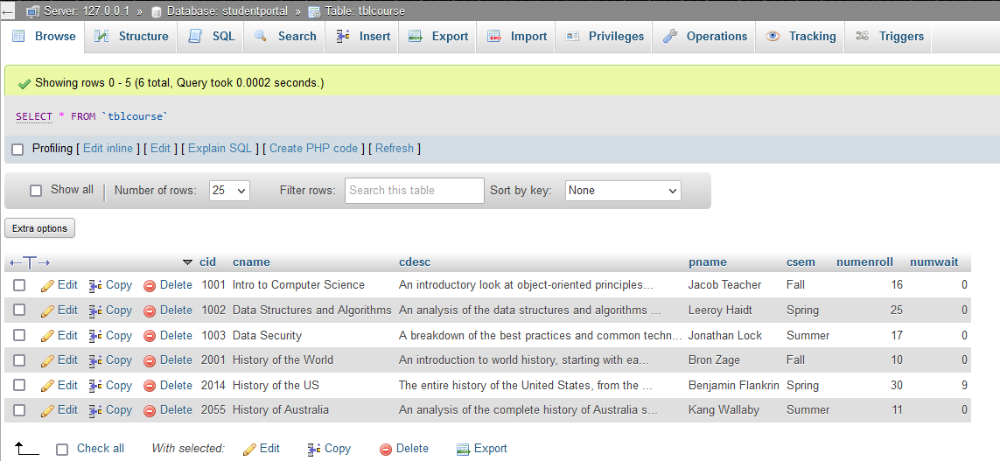 Server: 127.0.0.1 » Database: studentportal » Table: tblcourse
Browse Structure SQL Search Insert Export Import Privileges Operations Tracking Triggers
Showing rows 0 - 5 (6 total, Query took 0.0002 seconds.)
SELECT * FROM `tblcourse`
Profiling [ Edit inline ] [ Edit ] [ Explain SQL ] [ Create PHP code ] [ Refresh ]
Show all Number of rows: 25 Filter rows: Search this table Sort by key: None
Extra options
cid cname cdesc pname csem numenroll numwait
Edit Copy Delete 1001 Intro to Computer Science An introductory look at object-oriented principles... Jacob Teacher Fall 16 0
Edit Copy Delete 1002 Data Structures and Algorithms An analysis of the data structures and algorithms ... Leeroy Haidt Spring 25 0
Edit Copy Delete 1003 Data Security A breakdown of the best practices and common techn... Jonathan Lock Summer 17 0
Edit Copy Delete 2001 History of the World An introduction to world history, starting with ea... Bron Zage Fall 10 0
Edit Copy Delete 2014 History of the US The entire history of the United States, from the ... Benjamin Flankrin Spring 30 9
Edit Copy Delete 2055 History of Australia An analysis of the complete history of Australia s... Kang Wallaby Summer 11 0
Check all With selected: Edit Copy Delete Export